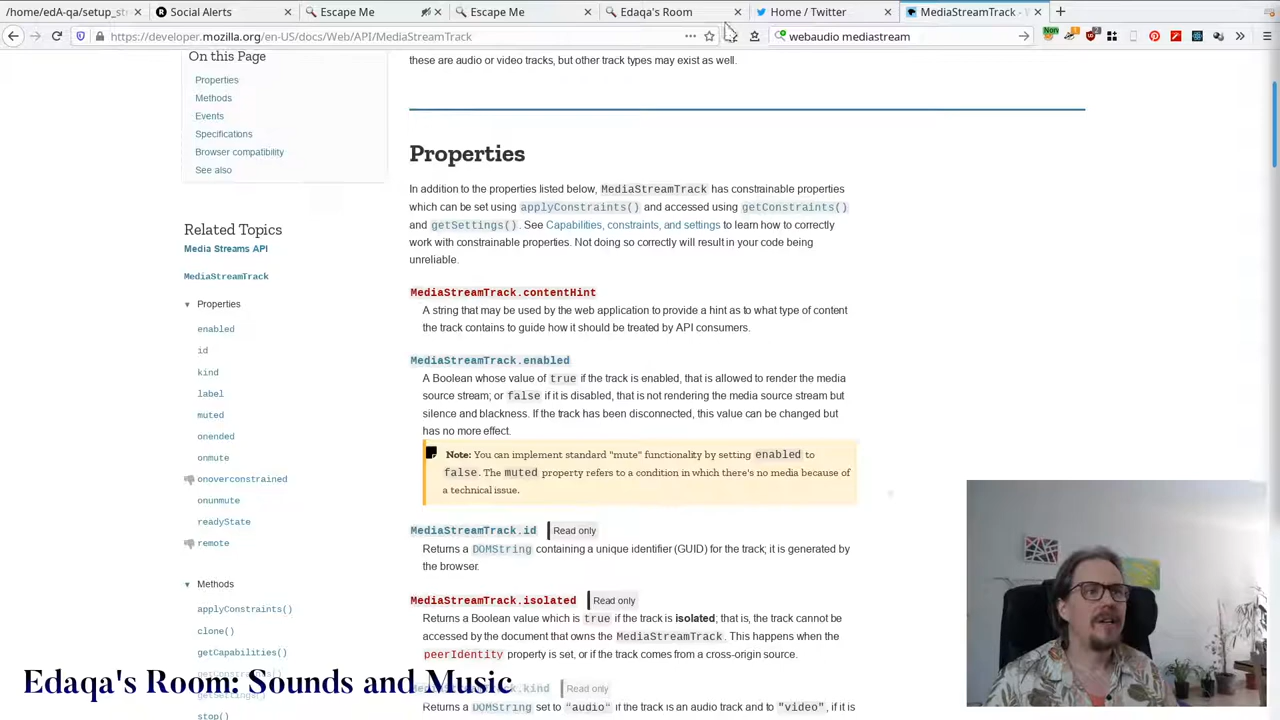 /home/edA-qa/setup_str
Social Alerts
Escape Me
Escape Me
Edaqa's Room
Home / Twitter
MediaStreamTrack - 
https://developer.mozilla.org/en-US/docs/Web/API/MediaStreamTrack
webaudio mediastream
On this Page
Properties
Methods
Events
Specifications
Browser compatibility
See also
Related Topics
Media Streams API
MediaStreamTrack
Properties
enabled
id
kind
label
muted
onended
onmute
onoverconstrained
onunmute
readyState
remote
Methods
applyConstraints()
clone()
getCapabilities()
getConstraints()
getSettings()
stop()
these are audio or video tracks, but other track types may exist as well.
Properties
In addition to the properties listed below, MediaStreamTrack has constrainable properties
which can be set using applyConstraints() and accessed using getConstraints()
and getSettings(). See Capabilities, constraints, and settings to learn how to correctly
work with constrainable properties. Not doing so correctly will result in your code being
unreliable.
MediaStreamTrack.contentHint
A string that may be used by the web application to provide a hint as to what type of content
the track contains to guide how it should be treated by API consumers.
MediaStreamTrack.enabled
A Boolean whose value of true if the track is enabled, that is allowed to render the media
source stream; or false if it is disabled, that is not rendering the media source stream but
silence and blackness. If the track has been disconnected, this value can be changed but
has no more effect.
Note: You can implement standard "mute" functionality by setting enabled to
false. The muted property refers to a condition in which there's no media because of
a technical issue.
MediaStreamTrack.id Read only
Returns a DOMString containing a unique identifier (GUID) for the track; it is generated by
the browser.
MediaStreamTrack.isolated Read only
Returns a Boolean value which is true if the track is isolated; that is, the track cannot be
accessed by the document that owns the MediaStreamTrack. This happens when the
peerIdentity property is set, or if the track comes from a cross-origin source.
MediaStreamTrack.kind Read only
Returns a DOMString set to "audio" if the track is an audio track and to "video", if it is
Edaqa's Room: Sounds and Music